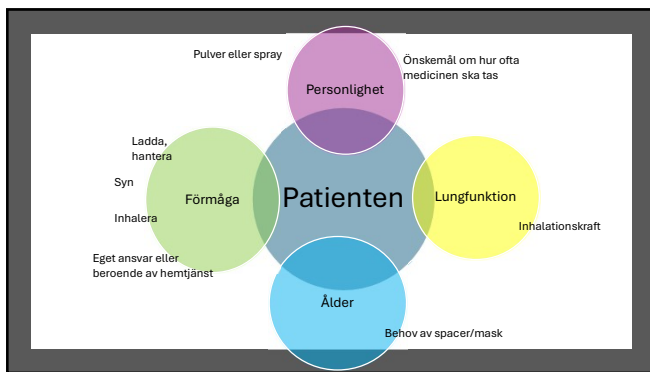 Pulver eller spray
Önskemål om hur ofta
medicinen ska tas
Personlighet
Ladda,
hantera
Syn
Inhalera
Eget ansvar eller
beroende av hemtjänst
Förmåga
Patienten
Lungfunktion
Inhalationskraft
Ålder
Behov av spacer/mask